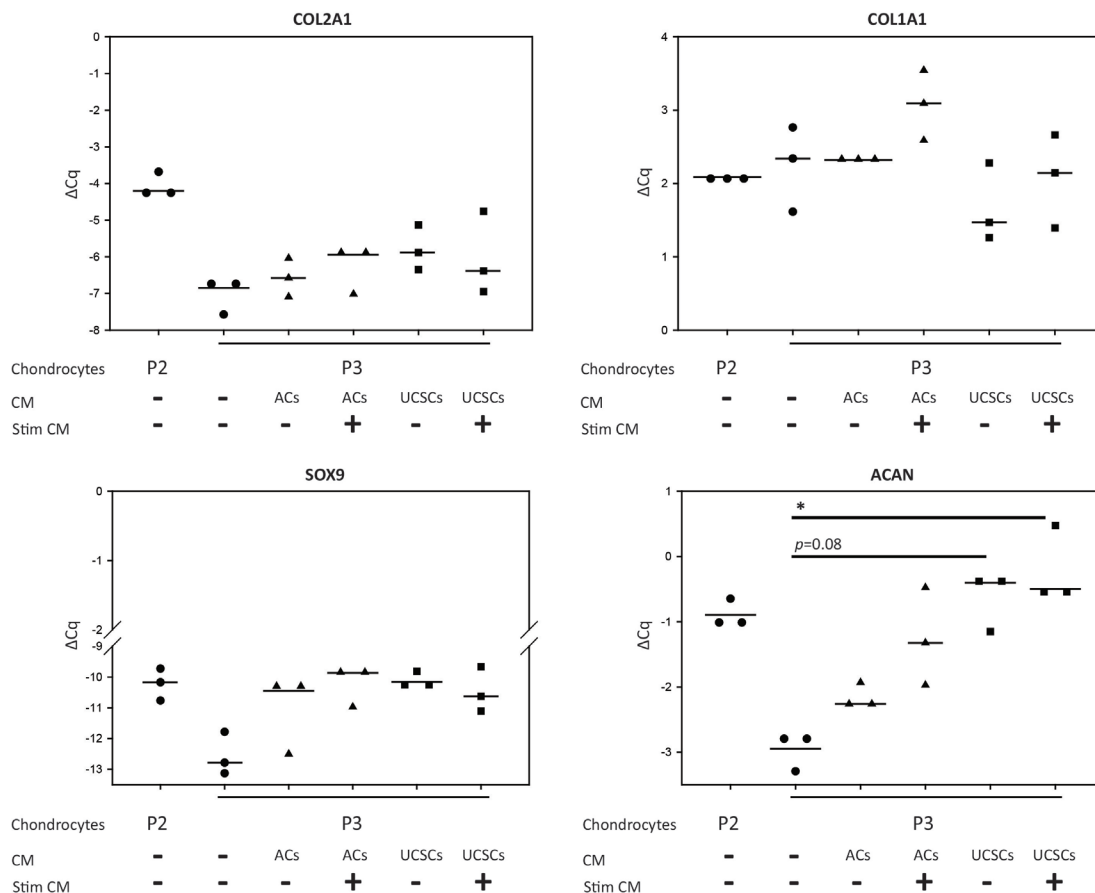 COL2A1
0
-1
-2
-3
-4
-5
-6
-7
-8
ΔCq
Chondrocytes P2 P3
CM - - ACs ACs UCSCs UCSCs
Stim CM - - - + - +
COL1A1
4
3
2
1
0
ΔCq
Chondrocytes P2 P3
CM - - ACs ACs UCSCs UCSCs
Stim CM - - - + - +
SOX9
0
-1
-2
-9
-10
-11
-12
-13
ΔCq
Chondrocytes P2 P3
CM - - ACs ACs UCSCs UCSCs
Stim CM - - - + - +
ACAN
1
0
-1
-2
-3
ΔCq
*
p=0.08
Chondrocytes P2 P3
CM - - ACs ACs UCSCs UCSCs
Stim CM - - - + - +